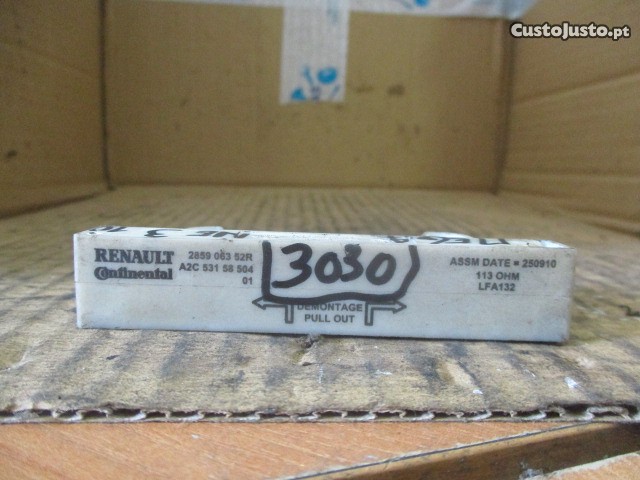 CustoJusto.pt
RENAULT
Continental
2859 063 52R
A2C 531 58 504
01
3030
DEMONTAGE
PULL OUT
ASSM DATE = 250910
113 OHM
LFA132